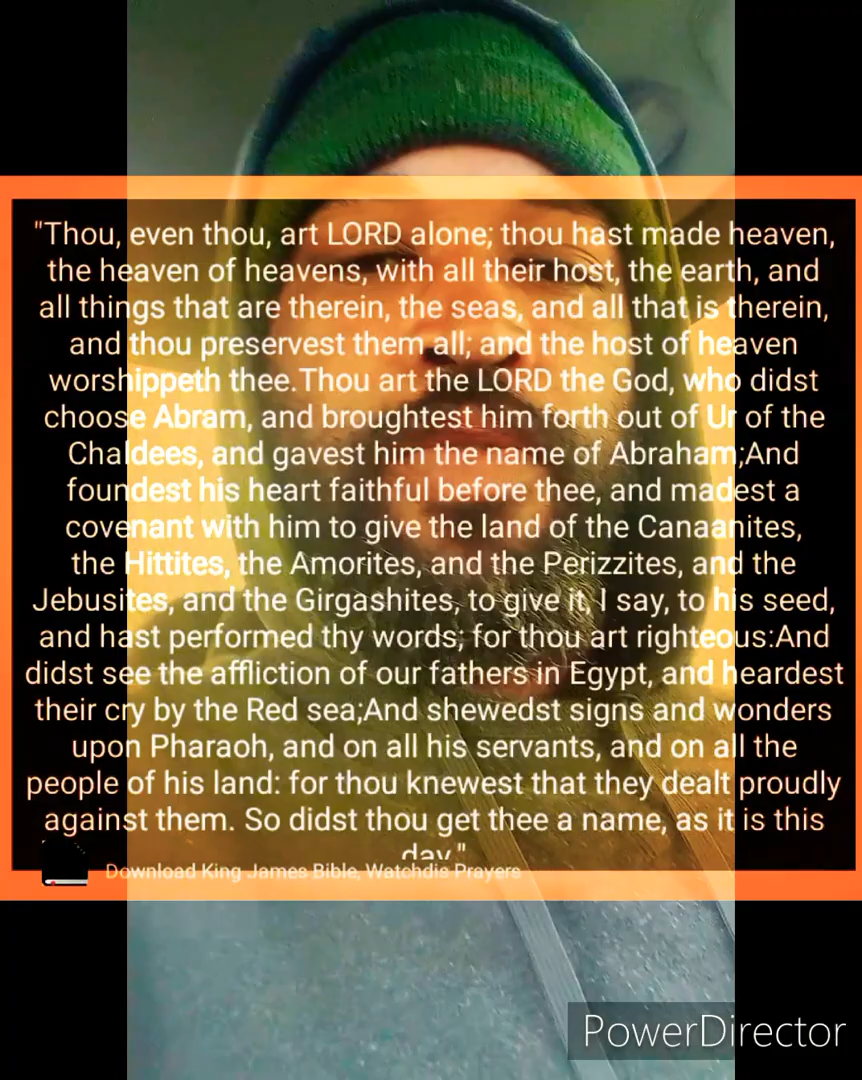 "Thou, even thou, art LORD alone; thou hast made heaven,
the heaven of heavens, with all their host, the earth, and
all things that are therein, the seas, and all that is therein,
and thou preservest them all; and the host of heaven
worshippeth thee.Thou art the LORD the God, who didst
choose Abram, and broughtest him forth out of Ur of the
Chaldees, and gavest him the name of Abraham;And
foundest his heart faithful before thee, and madest a
covenant with him to give the land of the Canaanites,
the Hittites, the Amorites, and the Perizzites, and the
Jebusites, and the Girgashites, to give it, I say, to his seed,
and hast performed thy words; for thou art righteous:And
didst see the affliction of our fathers in Egypt, and heardest
their cry by the Red sea;And shewedst signs and wonders
upon Pharaoh, and on all his servants, and on all the
people of his land: for thou knewest that they dealt proudly
against them. So didst thou get thee a name, as it is this
day."
Download King James Bible, Watchdis Prayers
PowerDirector